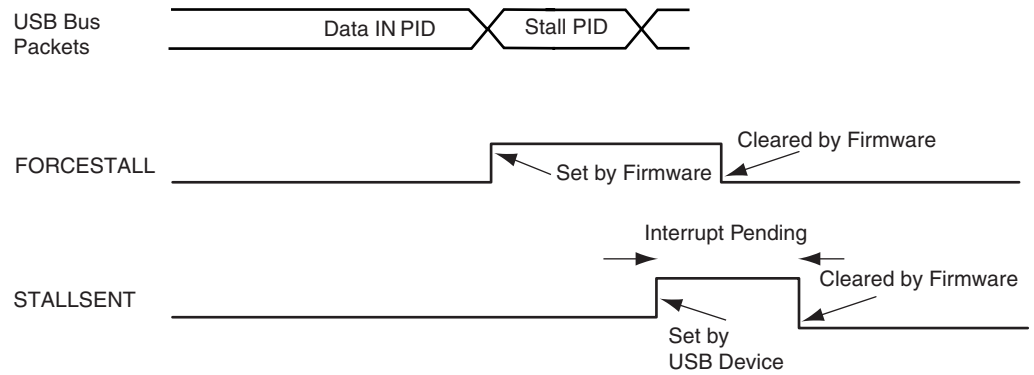 USB Bus
Packets
Data IN PID
Stall PID
FORCESTALL
Set by Firmware
Cleared by Firmware
Interrupt Pending
STALLSENT
Cleared by Firmware
Set by
USB Device